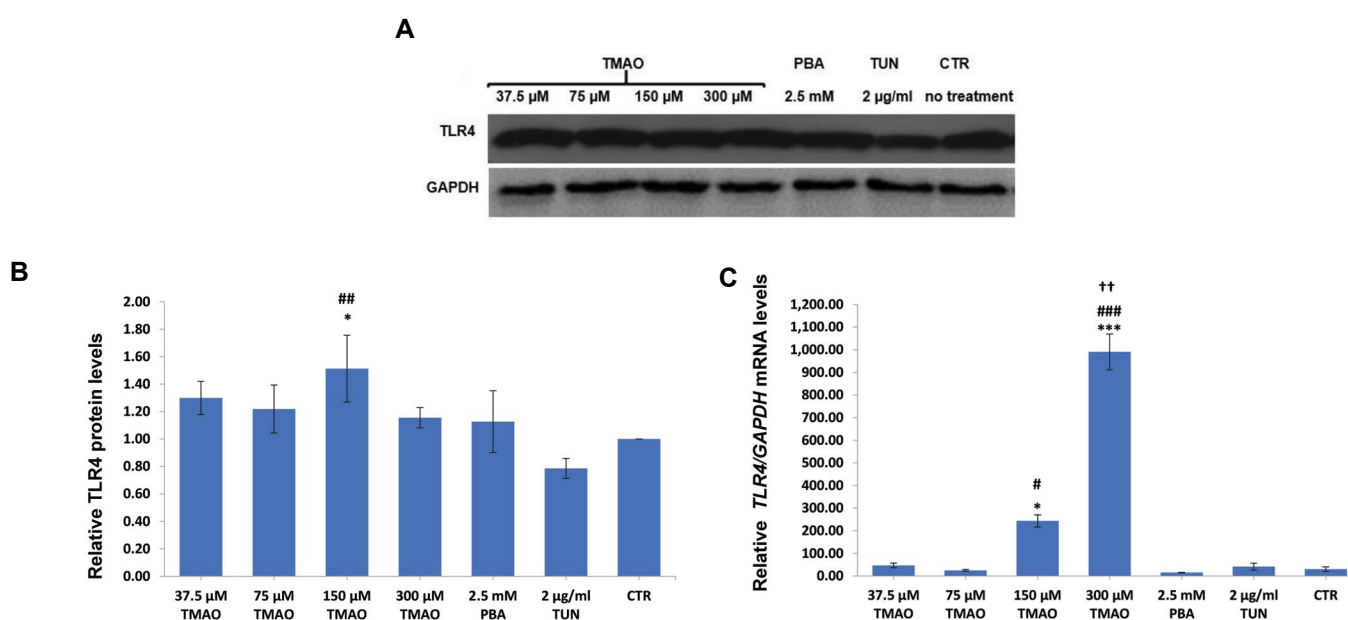 A
TMAO PBA TUN CTR
37.5 µM 75 µM 150 µM 300 µM 2.5 mM 2 µg/ml no treatment
TLR4
GAPDH
B
Relative TLR4 protein levels
2.00
1.80
1.60
1.40
1.20
1.00
0.80
0.60
0.40
0.20
0.00
##
*
37.5 µM 75 µM 150 µM 300 µM 2.5 mM 2 µg/ml CTR
TMAO TMAO TMAO TMAO PBA TUN
C
Relative TLR4/GAPDH mRNA levels
1,200.00
1,100.00
1,000.00
900.00
800.00
700.00
600.00
500.00
400.00
300.00
200.00
100.00
0.00
#
*
††
###
***
37.5 µM 75 µM 150 µM 300 µM 2.5 mM 2 µg/ml CTR
TMAO TMAO TMAO TMAO PBA TUN